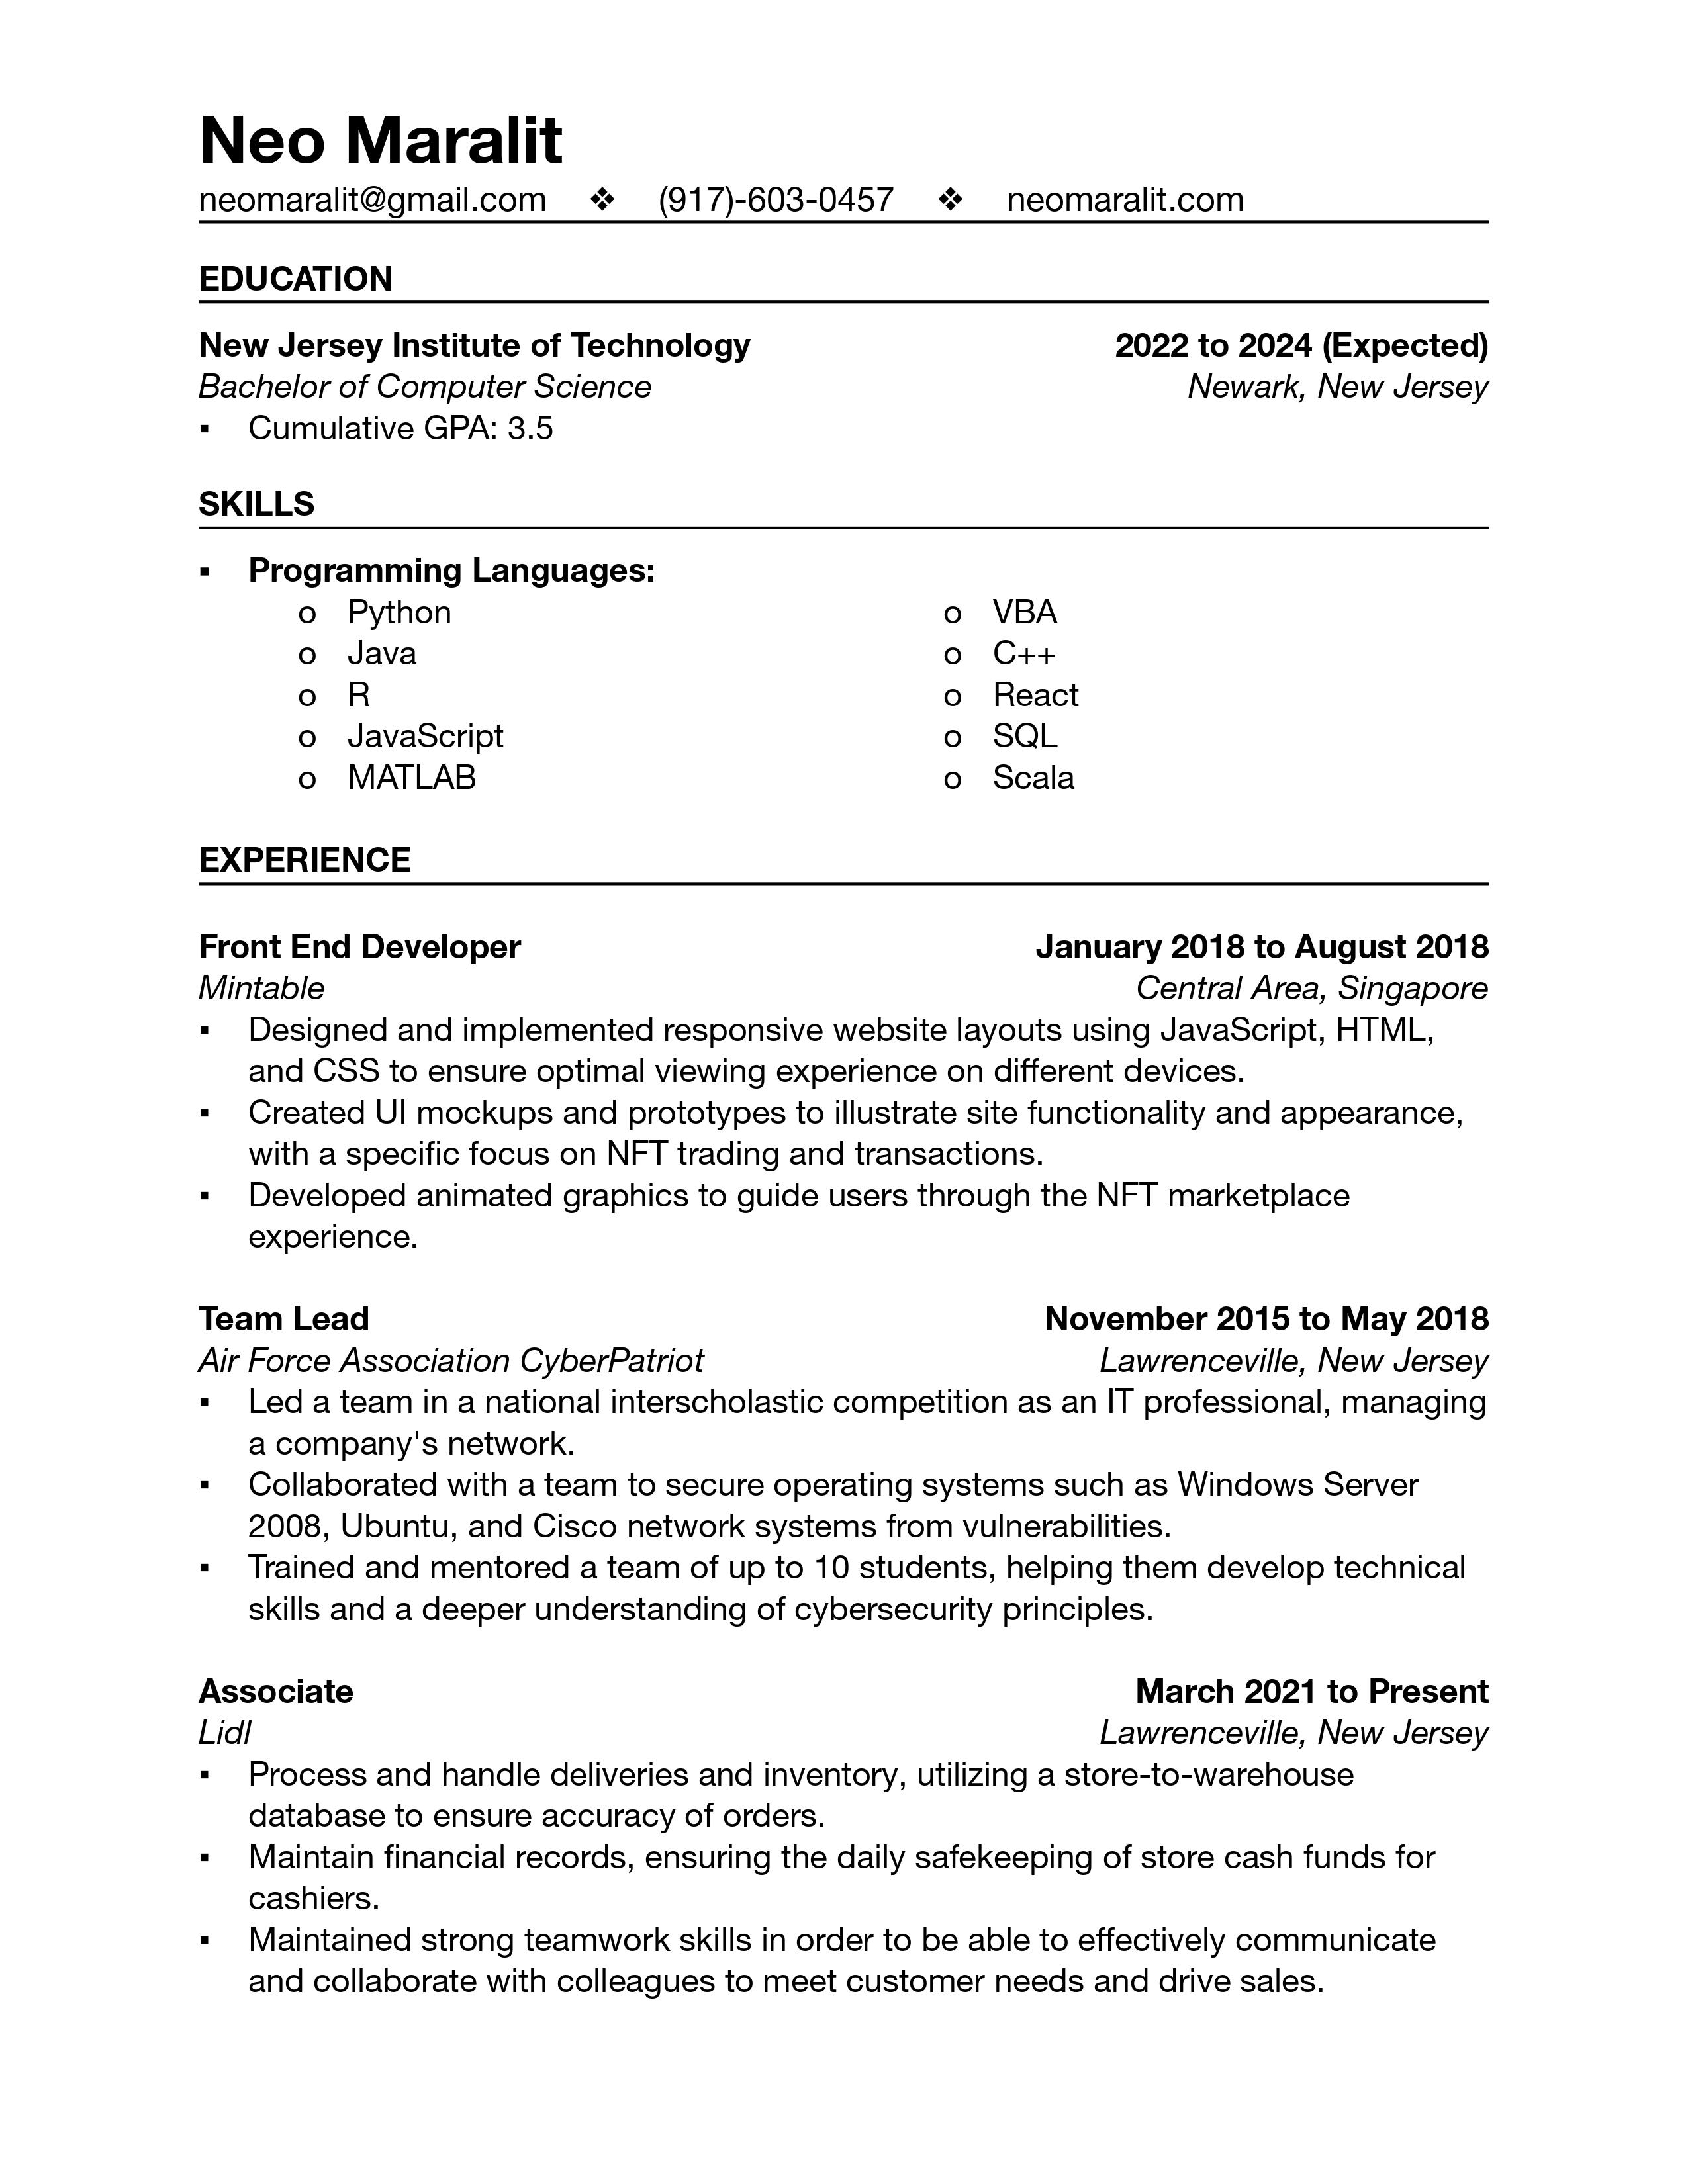 Neo Maralit
neomaralit@gmail.com ❖ (917)-603-0457 ❖ neomaralit.com
EDUCATION
New Jersey Institute of Technology 2022 to 2024 (Expected)
Bachelor of Computer Science Newark, New Jersey
▪ Cumulative GPA: 3.5
SKILLS
▪ Programming Languages:
o Python o VBA
o Java o C++
o R o React
o JavaScript o SQL
o MATLAB o Scala
EXPERIENCE
Front End Developer January 2018 to August 2018
Mintable Central Area, Singapore
▪ Designed and implemented responsive website layouts using JavaScript, HTML,
and CSS to ensure optimal viewing experience on different devices.
▪ Created UI mockups and prototypes to illustrate site functionality and appearance,
with a specific focus on NFT trading and transactions.
▪ Developed animated graphics to guide users through the NFT marketplace
experience.
Team Lead November 2015 to May 2018
Air Force Association CyberPatriot Lawrenceville, New Jersey
▪ Led a team in a national interscholastic competition as an IT professional, managing
a company's network.
▪ Collaborated with a team to secure operating systems such as Windows Server
2008, Ubuntu, and Cisco network systems from vulnerabilities.
▪ Trained and mentored a team of up to 10 students, helping them develop technical
skills and a deeper understanding of cybersecurity principles.
Associate March 2021 to Present
Lidl Lawrenceville, New Jersey
▪ Process and handle deliveries and inventory, utilizing a store-to-warehouse
database to ensure accuracy of orders.
▪ Maintain financial records, ensuring the daily safekeeping of store cash funds for
cashiers.
▪ Maintained strong teamwork skills in order to be able to effectively communicate
and collaborate with colleagues to meet customer needs and drive sales.